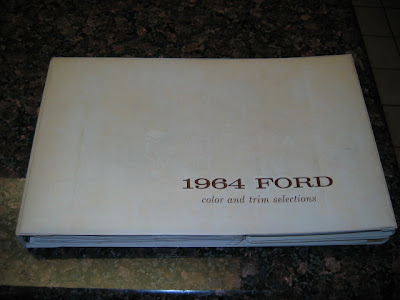 1964 FORD
color and trim selections